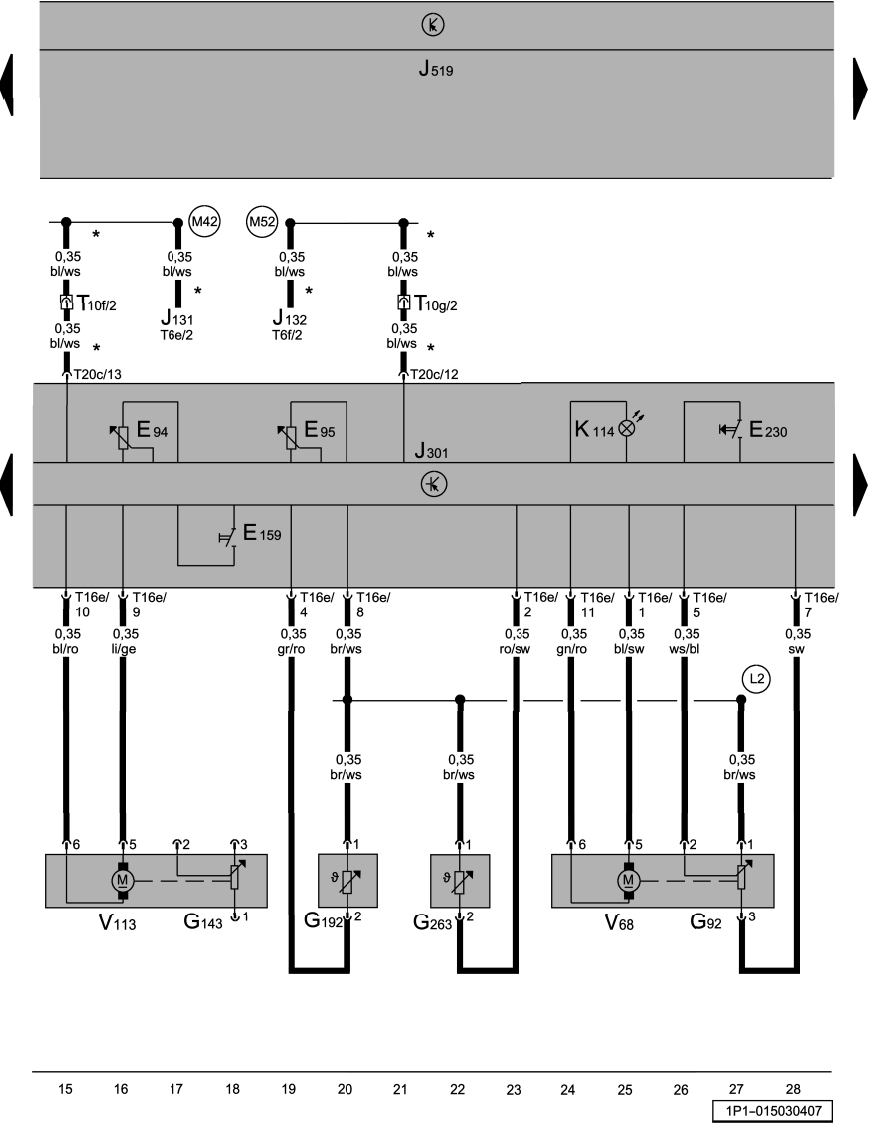 J519
M42 M52
* *
0,35 0,35 0,35 0,35
bl/ws bl/ws bl/ws bl/ws
* *
T10f/2 T10g/2
J131 J132
T6e/2 T6f/2
0,35 0,35
bl/ws bl/ws
* *
T20c/13 T20c/12
E94 E95 K114 E230
J301
E159
T16e/ T16e/ T16e/ T16e/ T16e/ T16e/ T16e/ T16e/ T16e/
10 9 4 8 2 11 1 5 7
0,35 0,35 0,35 0,35 0,35 0,35 0,35 0,35 0,35
bl/ro li/ge gr/ro br/ws ro/sw gn/ro bl/sw ws/bl sw
L2
0,35 0,35 0,35
br/ws br/ws br/ws
6 5 2 3 1 1 6 5 2 1
M ϑ ϑ M
V113 G143 1 G192 2 G263 2 V68 G92 3
15 16 17 18 19 20 21 22 23 24 25 26 27 28
1P1-015030407